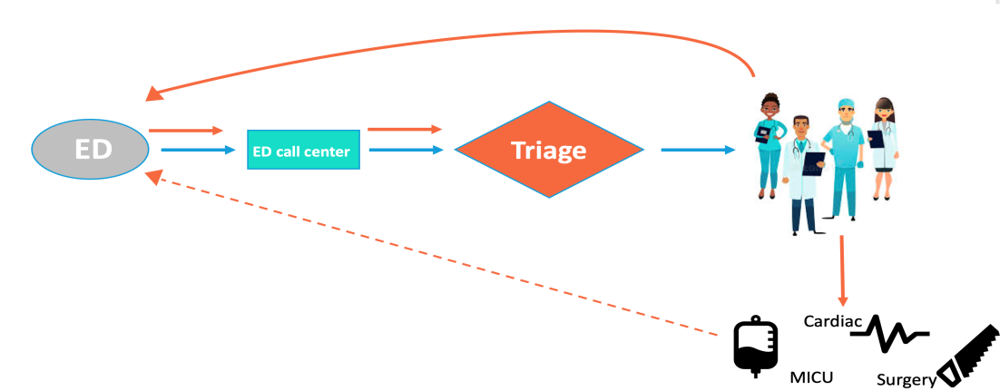 ED
ED call center
Triage
Cardiac
MICU
Surgery